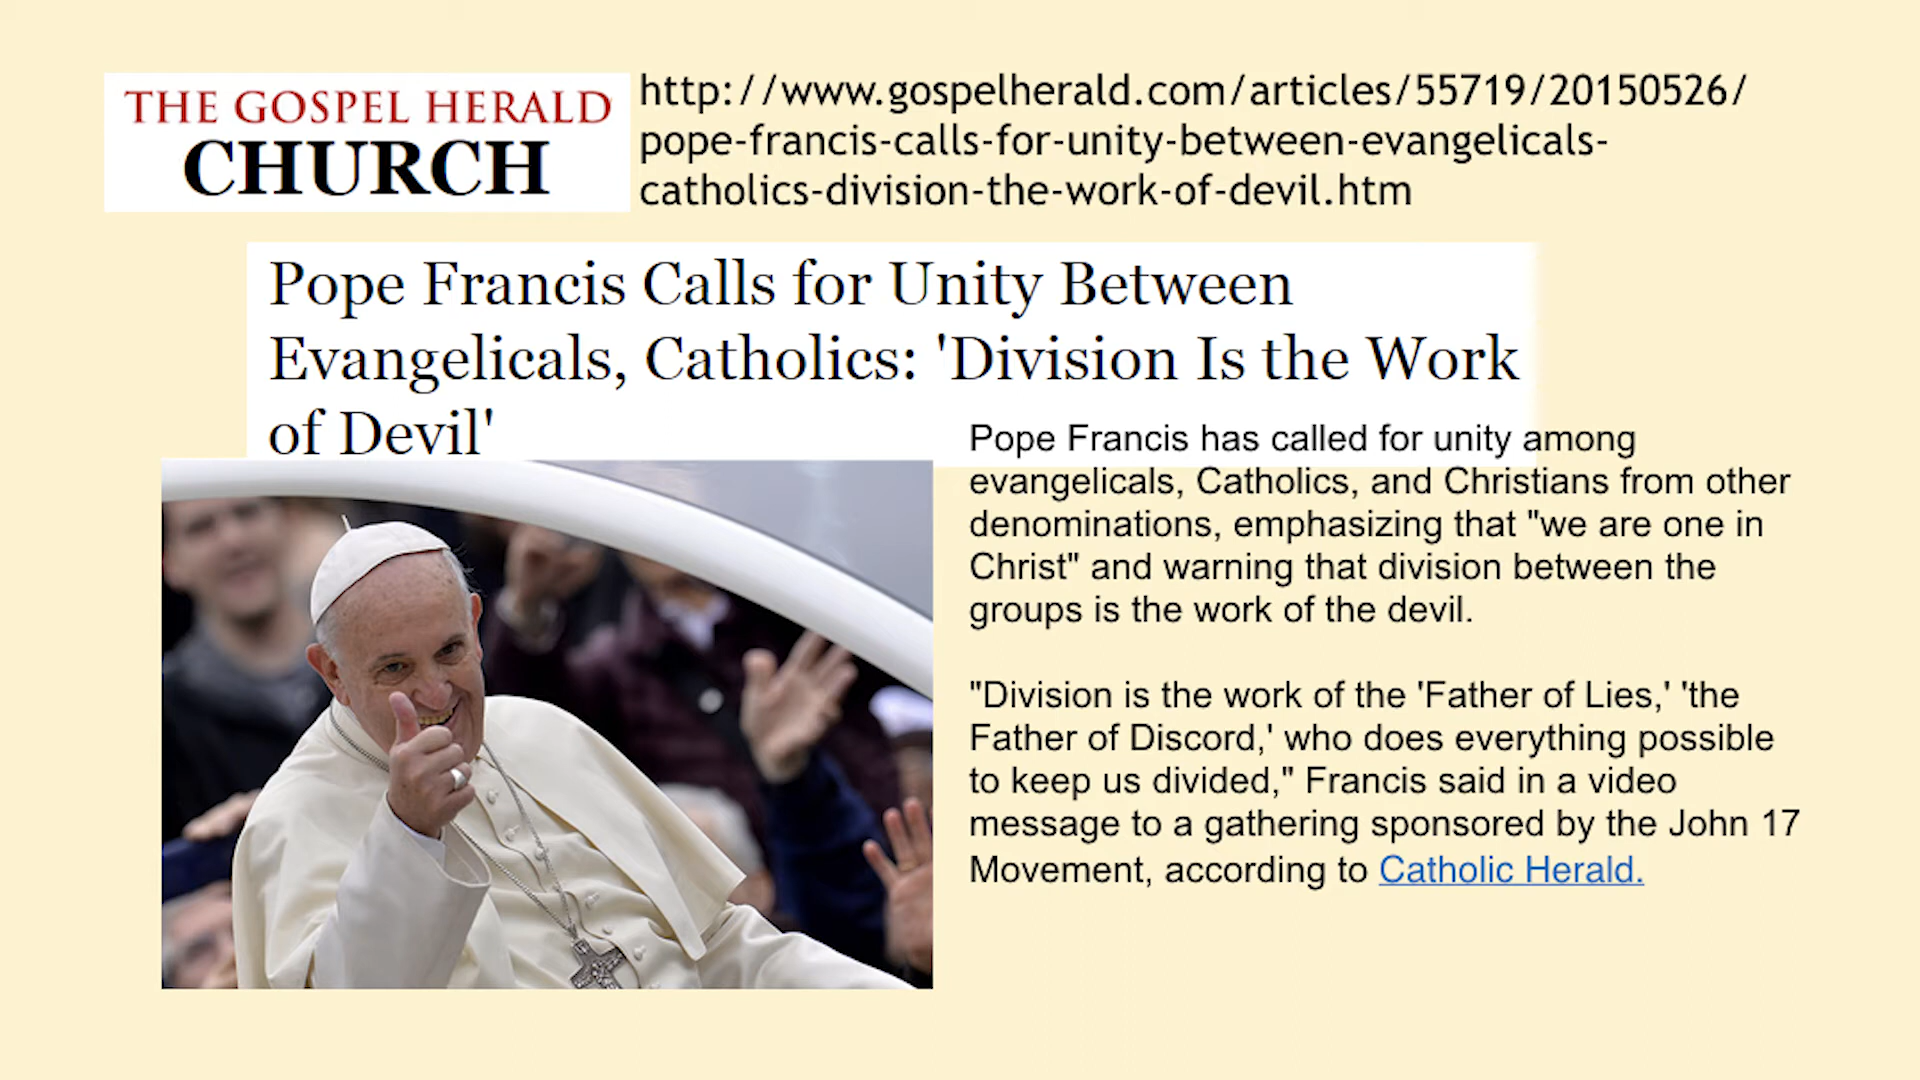 THE GOSPEL HERALD
CHURCH
http://www.gospelherald.com/articles/55719/20150526/
pope-francis-calls-for-unity-between-evangelicals-
catholics-division-the-work-of-devil.htm
Pope Francis Calls for Unity Between
Evangelicals, Catholics: 'Division Is the Work
of Devil'
Pope Francis has called for unity among
evangelicals, Catholics, and Christians from other
denominations, emphasizing that "we are one in
Christ" and warning that division between the
groups is the work of the devil.
"Division is the work of the 'Father of Lies,' 'the
Father of Discord,' who does everything possible
to keep us divided," Francis said in a video
message to a gathering sponsored by the John 17
Movement, according to Catholic Herald.